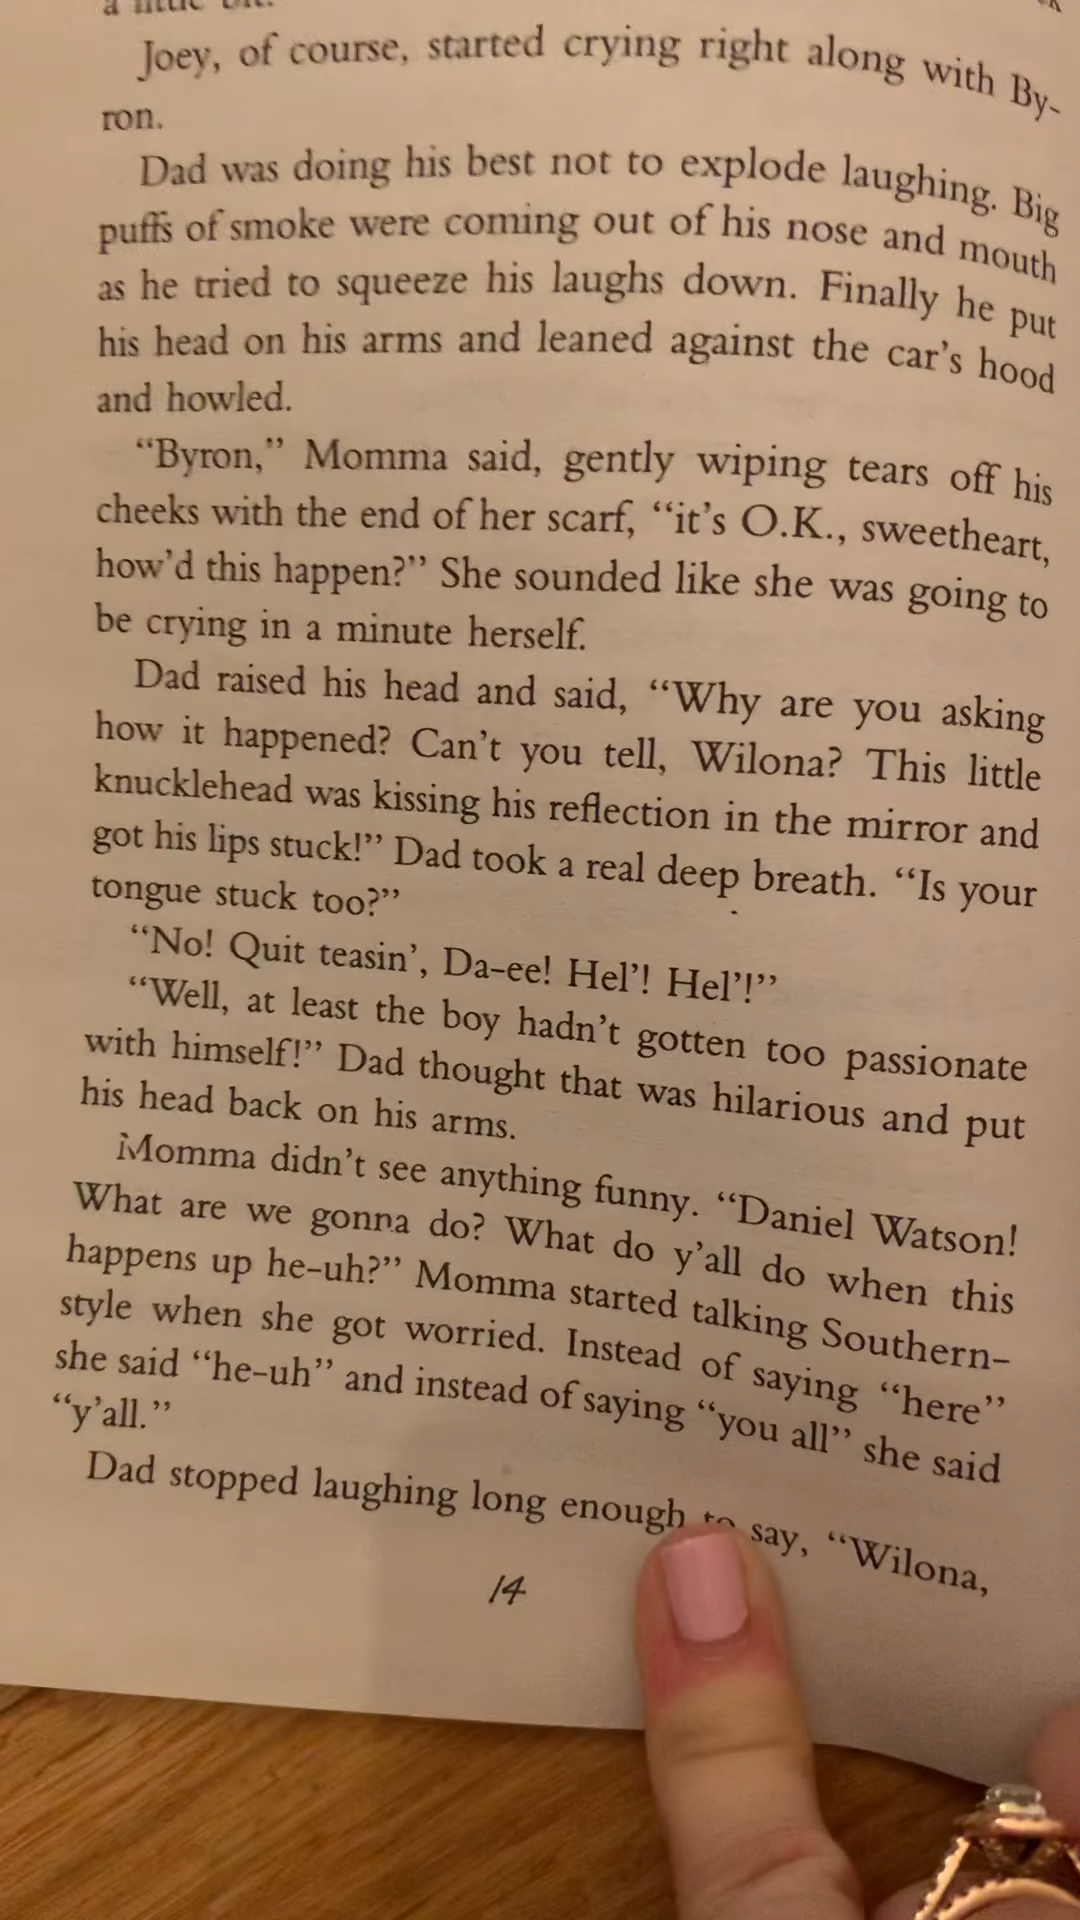 a little bit.
Joey, of course, started crying right along with By-
ron.
Dad was doing his best not to explode laughing. Big
puffs of smoke were coming out of his nose and mouth
as he tried to squeeze his laughs down. Finally he put
his head on his arms and leaned against the car's hood
and howled.
“Byron,” Momma said, gently wiping tears off his
cheeks with the end of her scarf, “it's O.K., sweetheart,
how'd this happen?” She sounded like she was going to
be crying in a minute herself.
Dad raised his head and said, “Why are you asking
how it happened? Can't you tell, Wilona? This little
knucklehead was kissing his reflection in the mirror and
got his lips stuck!” Dad took a real deep breath. “Is your
tongue stuck too?”
“No! Quit teasin', Da-ee! Hel'! Hel'!”
“Well, at least the boy hadn't gotten too passionate
with himself!” Dad thought that was hilarious and put
his head back on his arms.
Momma didn't see anything funny. “Daniel Watson!
What are we gonna do? What do y'all do when this
happens up he-uh?” Momma started talking Southern-
style when she got worried. Instead of saying “here”
she said “he-uh” and instead of saying “you all” she said
“y'all.”
Dad stopped laughing long enough to say, “Wilona,
14